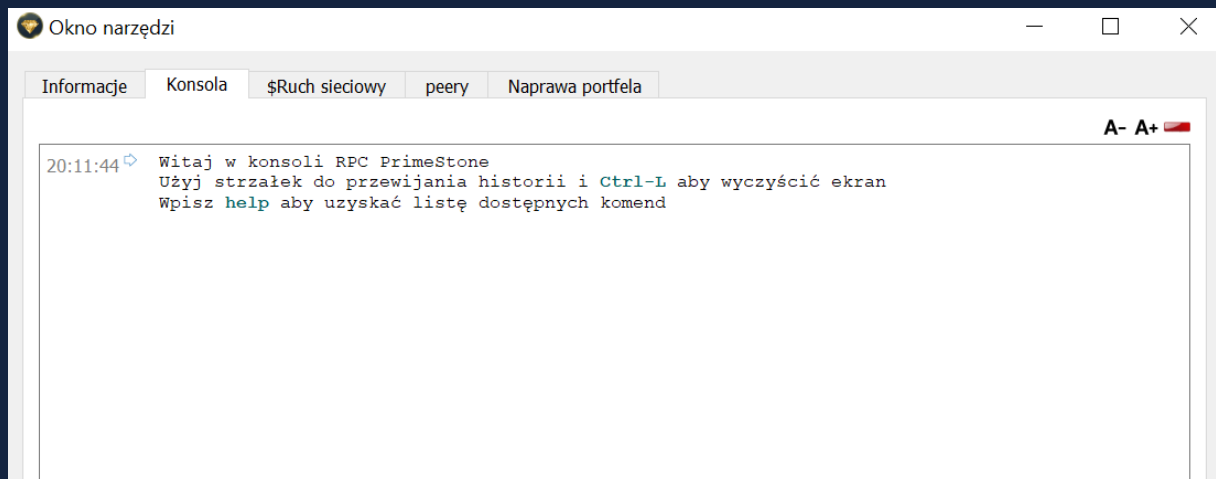 Okno narzędzi
Informacje Konsola $Ruch sieciowy peery Naprawa portfela
A- A+
20:11:44 Witaj w konsoli RPC PrimeStone
Użyj strzałek do przewijania historii i Ctrl-L aby wyczyścić ekran
Wpisz help aby uzyskać listę dostępnych komend